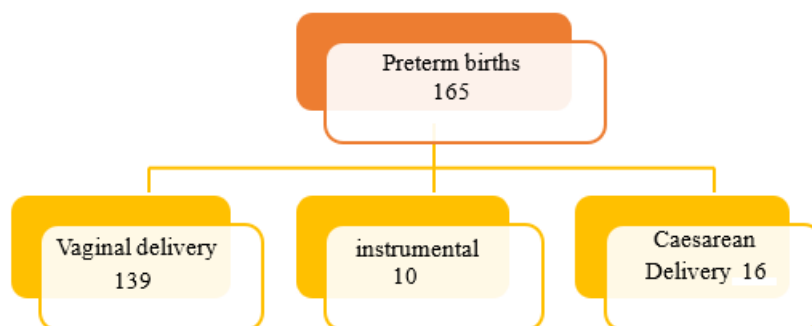 Preterm births
165
Vaginal delivery
139
instrumental
10
Caesarean
Delivery 16